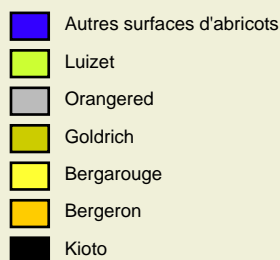 Autres surfaces d'abricots
Luizet
Orangered
Goldrich
Bergarouge
Bergeron
Kioto